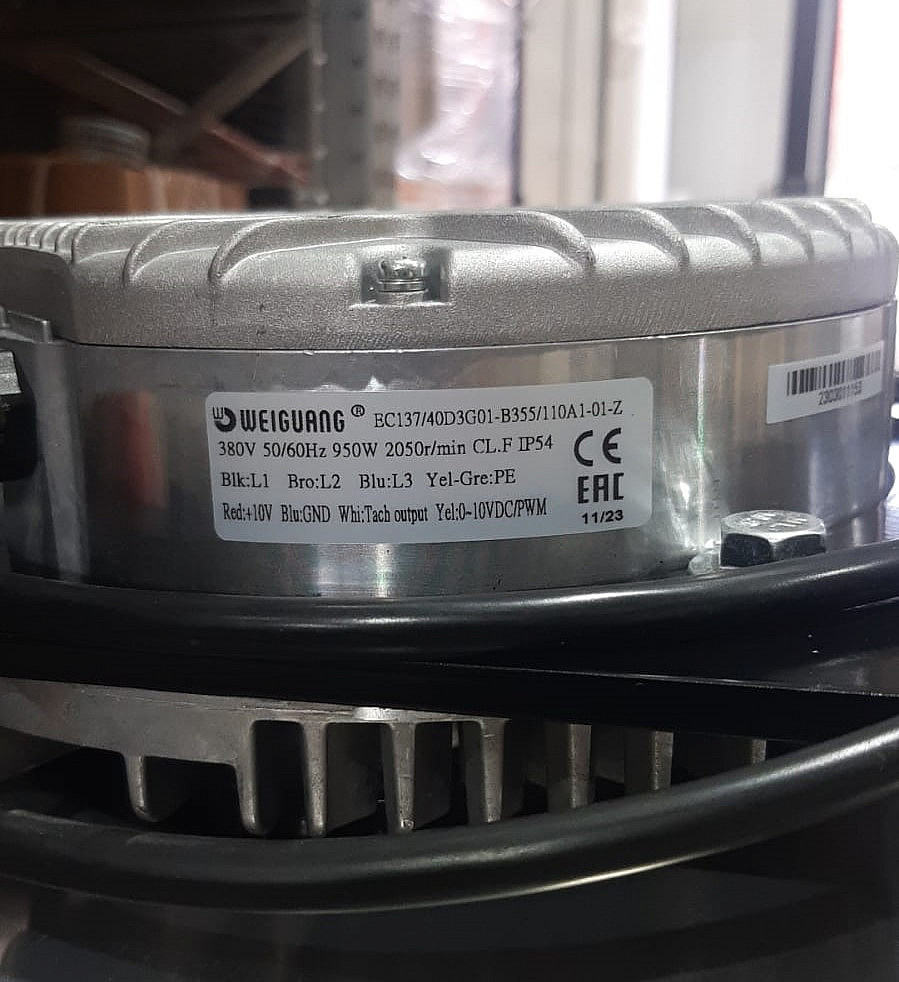 WEIGUANG ® EC137/40D3G01-B355/110A1-01-Z
380V 50/60Hz 950W 2050r/min CL.F IP54
Blk:L1 Bro:L2 Blu:L3 Yel-Gre:PE
Red:+10V Blu:GND Whi:Tach output Yel:0~10VDC/PWM
CE
EAC
11/23